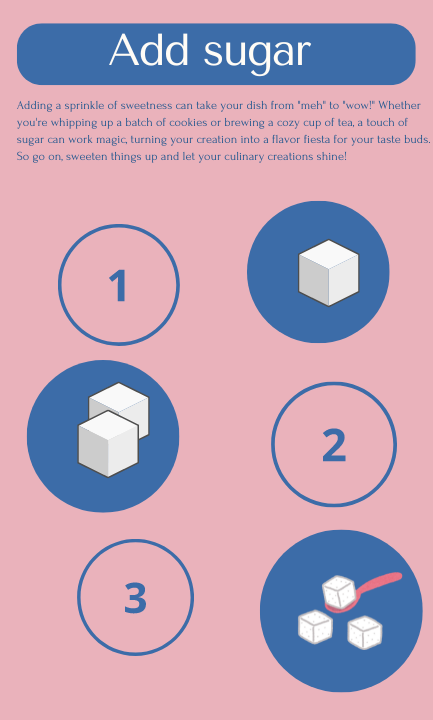 Add sugar
Adding a sprinkle of sweetness can take your dish from "meh" to "wow!" Whether
you're whipping up a batch of cookies or brewing a cozy cup of tea, a touch of
sugar can work magic, turning your creation into a flavor fiesta for your taste buds.
So go on, sweeten things up and let your culinary creations shine!
1
2
3